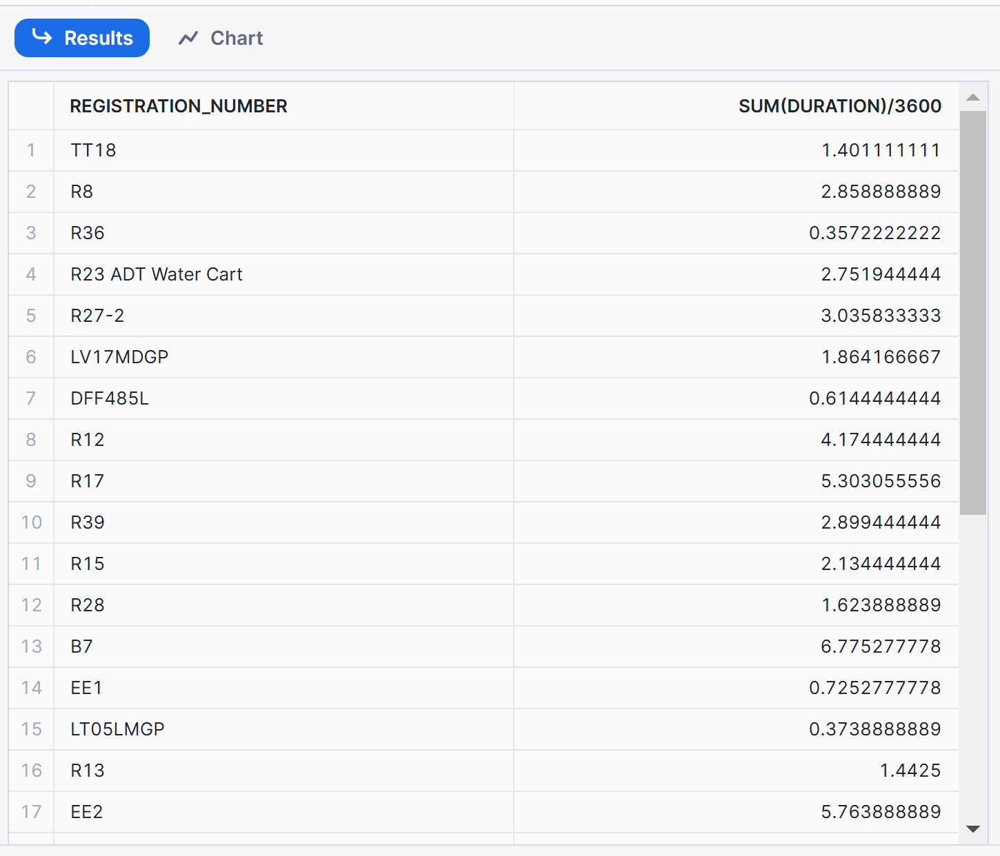 Results Chart
REGISTRATION_NUMBER SUM(DURATION)/3600
1 TT18 1.401111111
2 R8 2.858888889
3 R36 0.3572222222
4 R23 ADT Water Cart 2.751944444
5 R27-2 3.035833333
6 LV17MDGP 1.864166667
7 DFF485L 0.6144444444
8 R12 4.174444444
9 R17 5.303055556
10 R39 2.899444444
11 R15 2.134444444
12 R28 1.623888889
13 B7 6.775277778
14 EE1 0.7252777778
15 LT05LMGP 0.3738888889
16 R13 1.4425
17 EE2 5.763888889